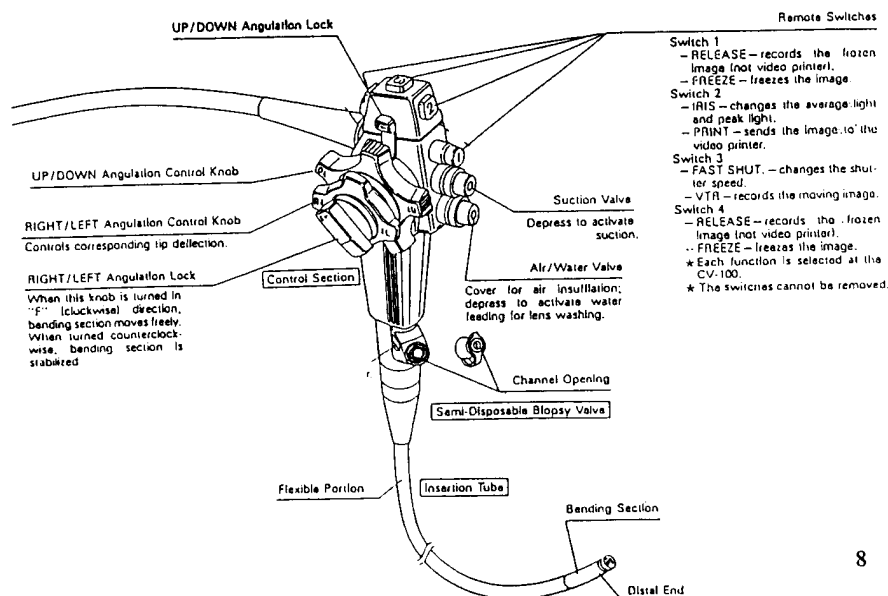 UP/DOWN Angulation Lock
Remote Switches
Switch 1
– RELEASE – records the frozen
image (not video printer).
– FREEZE – freezes the image.
Switch 2
– IRIS – changes the average light
and peak light.
– PRINT – sends the image to the
video printer.
Switch 3
– FAST SHUT. – changes the shut-
ter speed.
– VTR – records the moving image.
Switch 4
– RELEASE – records the frozen
image (not video printer).
– FREEZE – freezes the image.
★ Each function is selected at the
CV-100.
★ The switches cannot be removed.
UP/DOWN Angulation Control Knob
RIGHT/LEFT Angulation Control Knob
Controls corresponding tip deflection.
RIGHT/LEFT Angulation Lock
When this knob is turned in
"F" (clockwise) direction,
bending section moves freely.
When turned counterclock-
wise, bending section is
stabilized
Control Section
Suction Valve
Depress to activate
suction.
Air/Water Valve
Cover for air insufflation;
depress to activate water
feeding for lens washing.
Channel Opening
Semi-Disposable Biopsy Valve
Flexible Portion
Insertion Tube
Bending Section
Distal End
8